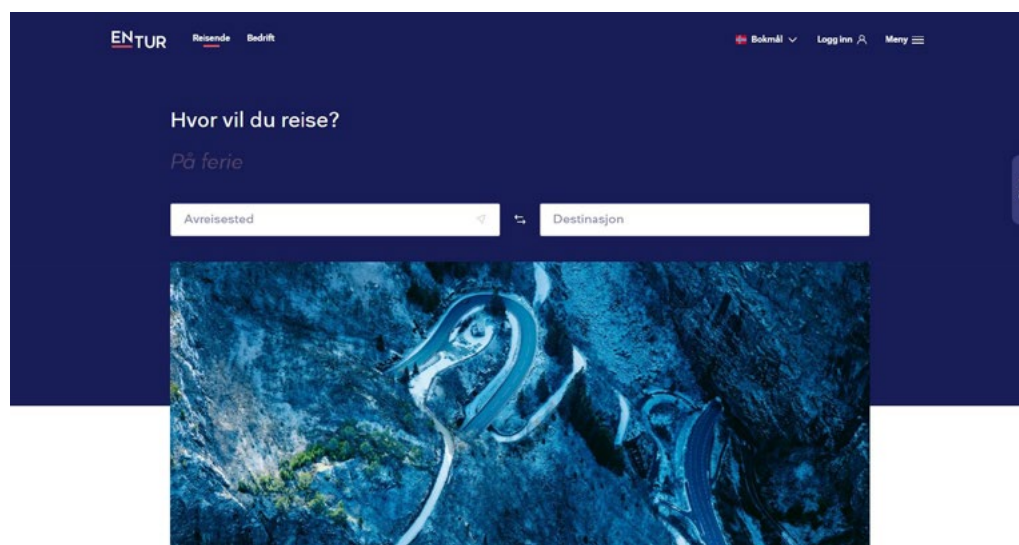 ENTUR Reisende Bedrift Bokmål Logg inn Meny
Hvor vil du reise?
På ferie
Avreisested Destinasjon